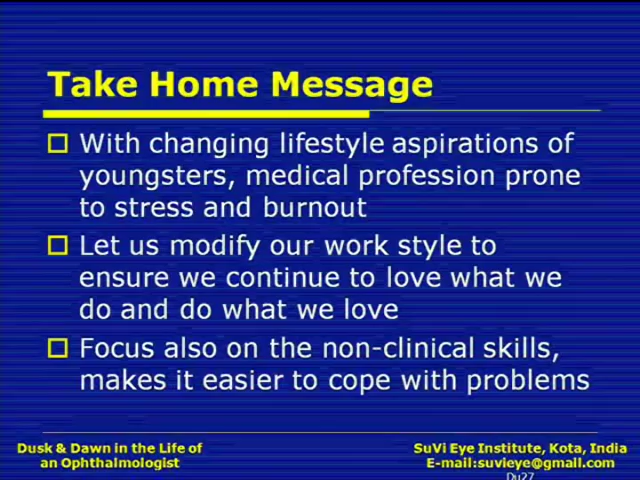 Take Home Message
With changing lifestyle aspirations of
youngsters, medical profession prone
to stress and burnout
Let us modify our work style to
ensure we continue to love what we
do and do what we love
Focus also on the non-clinical skills,
makes it easier to cope with problems
Dusk & Dawn in the Life of
an Ophthalmologist
SuVi Eye Institute, Kota, India
E-mail:suvieye@gmail.com
Du27